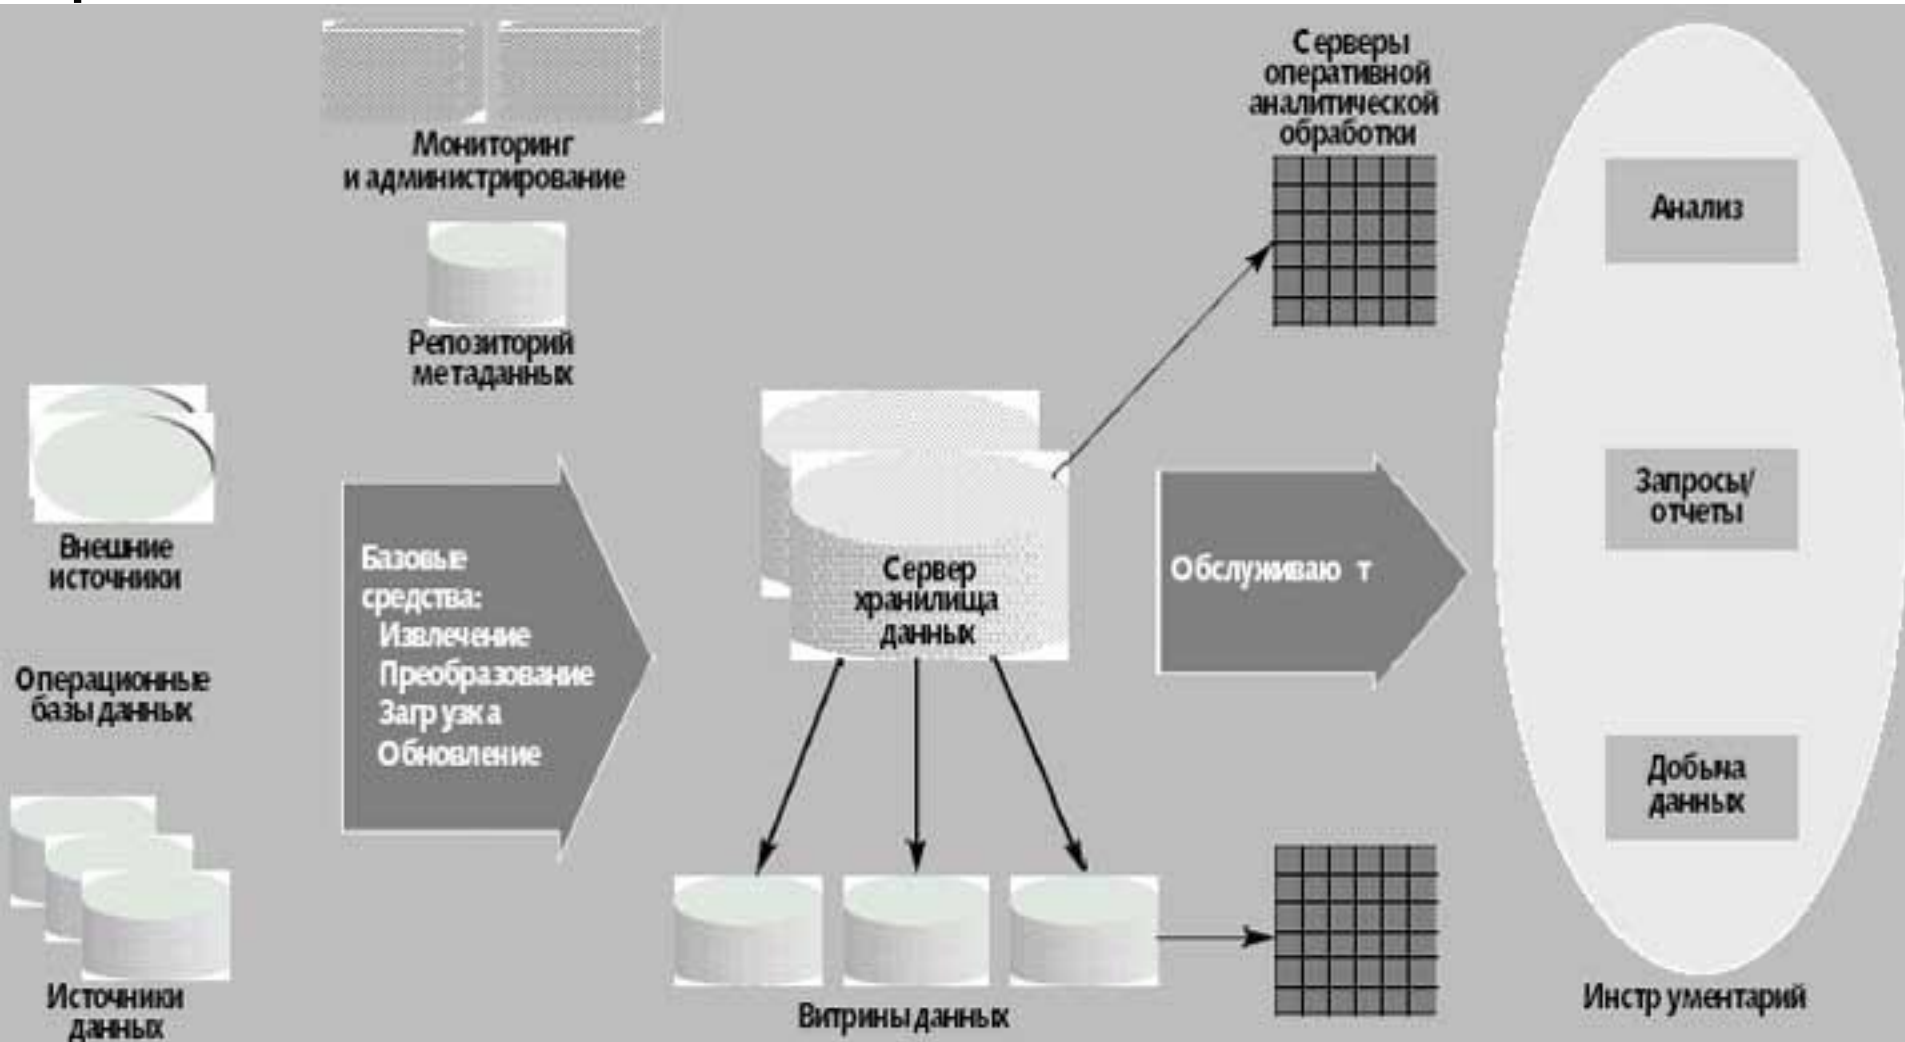 Мониторинг
и администрирование
Репозиторий
метаданных
Внешние
источники
Операционные
базы данных
Источники
данных
Базовые
средства:
Извлечение
Преобразование
Загрузка
Обновление
Сервер
хранилища
данных
Витрины данных
Серверы
оперативной
аналитической
обработки
Обслуживаю т
Анализ
Запросы/
отчеты
Добыча
данных
Инструментарий